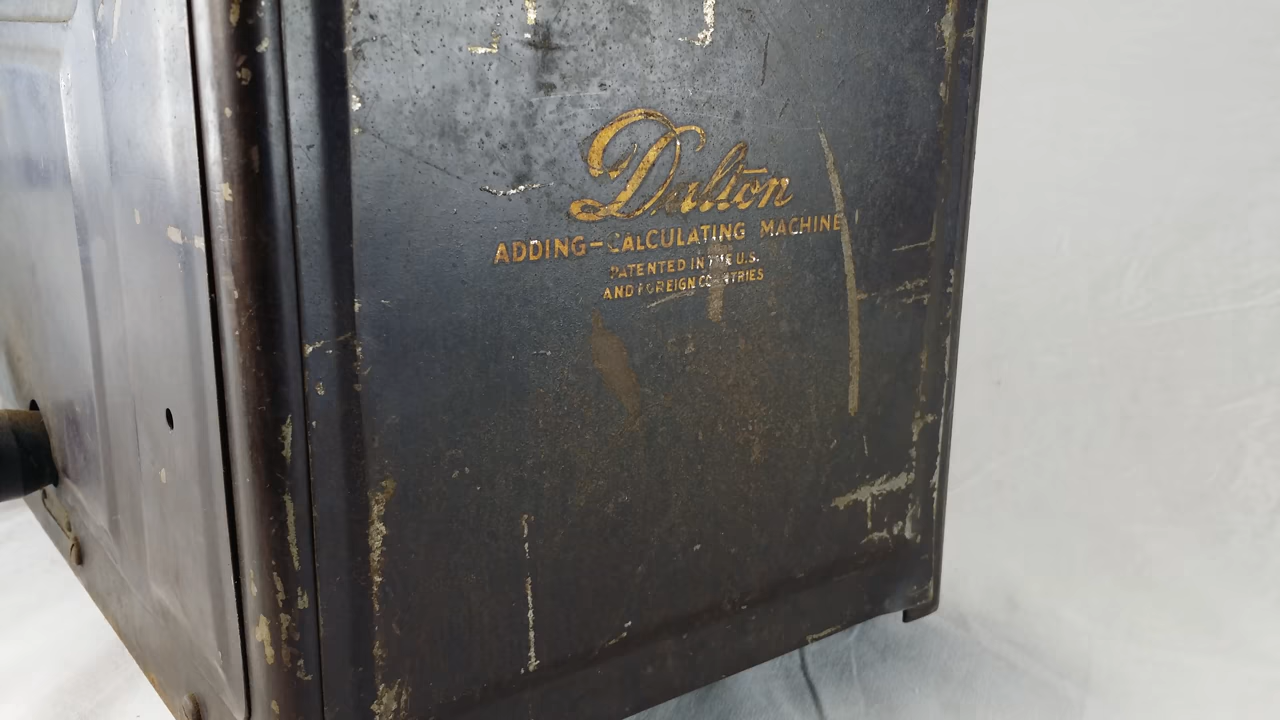 Dalton
ADDING-CALCULATING MACHINE
PATENTED IN THE U.S.
AND FOREIGN COUNTRIES